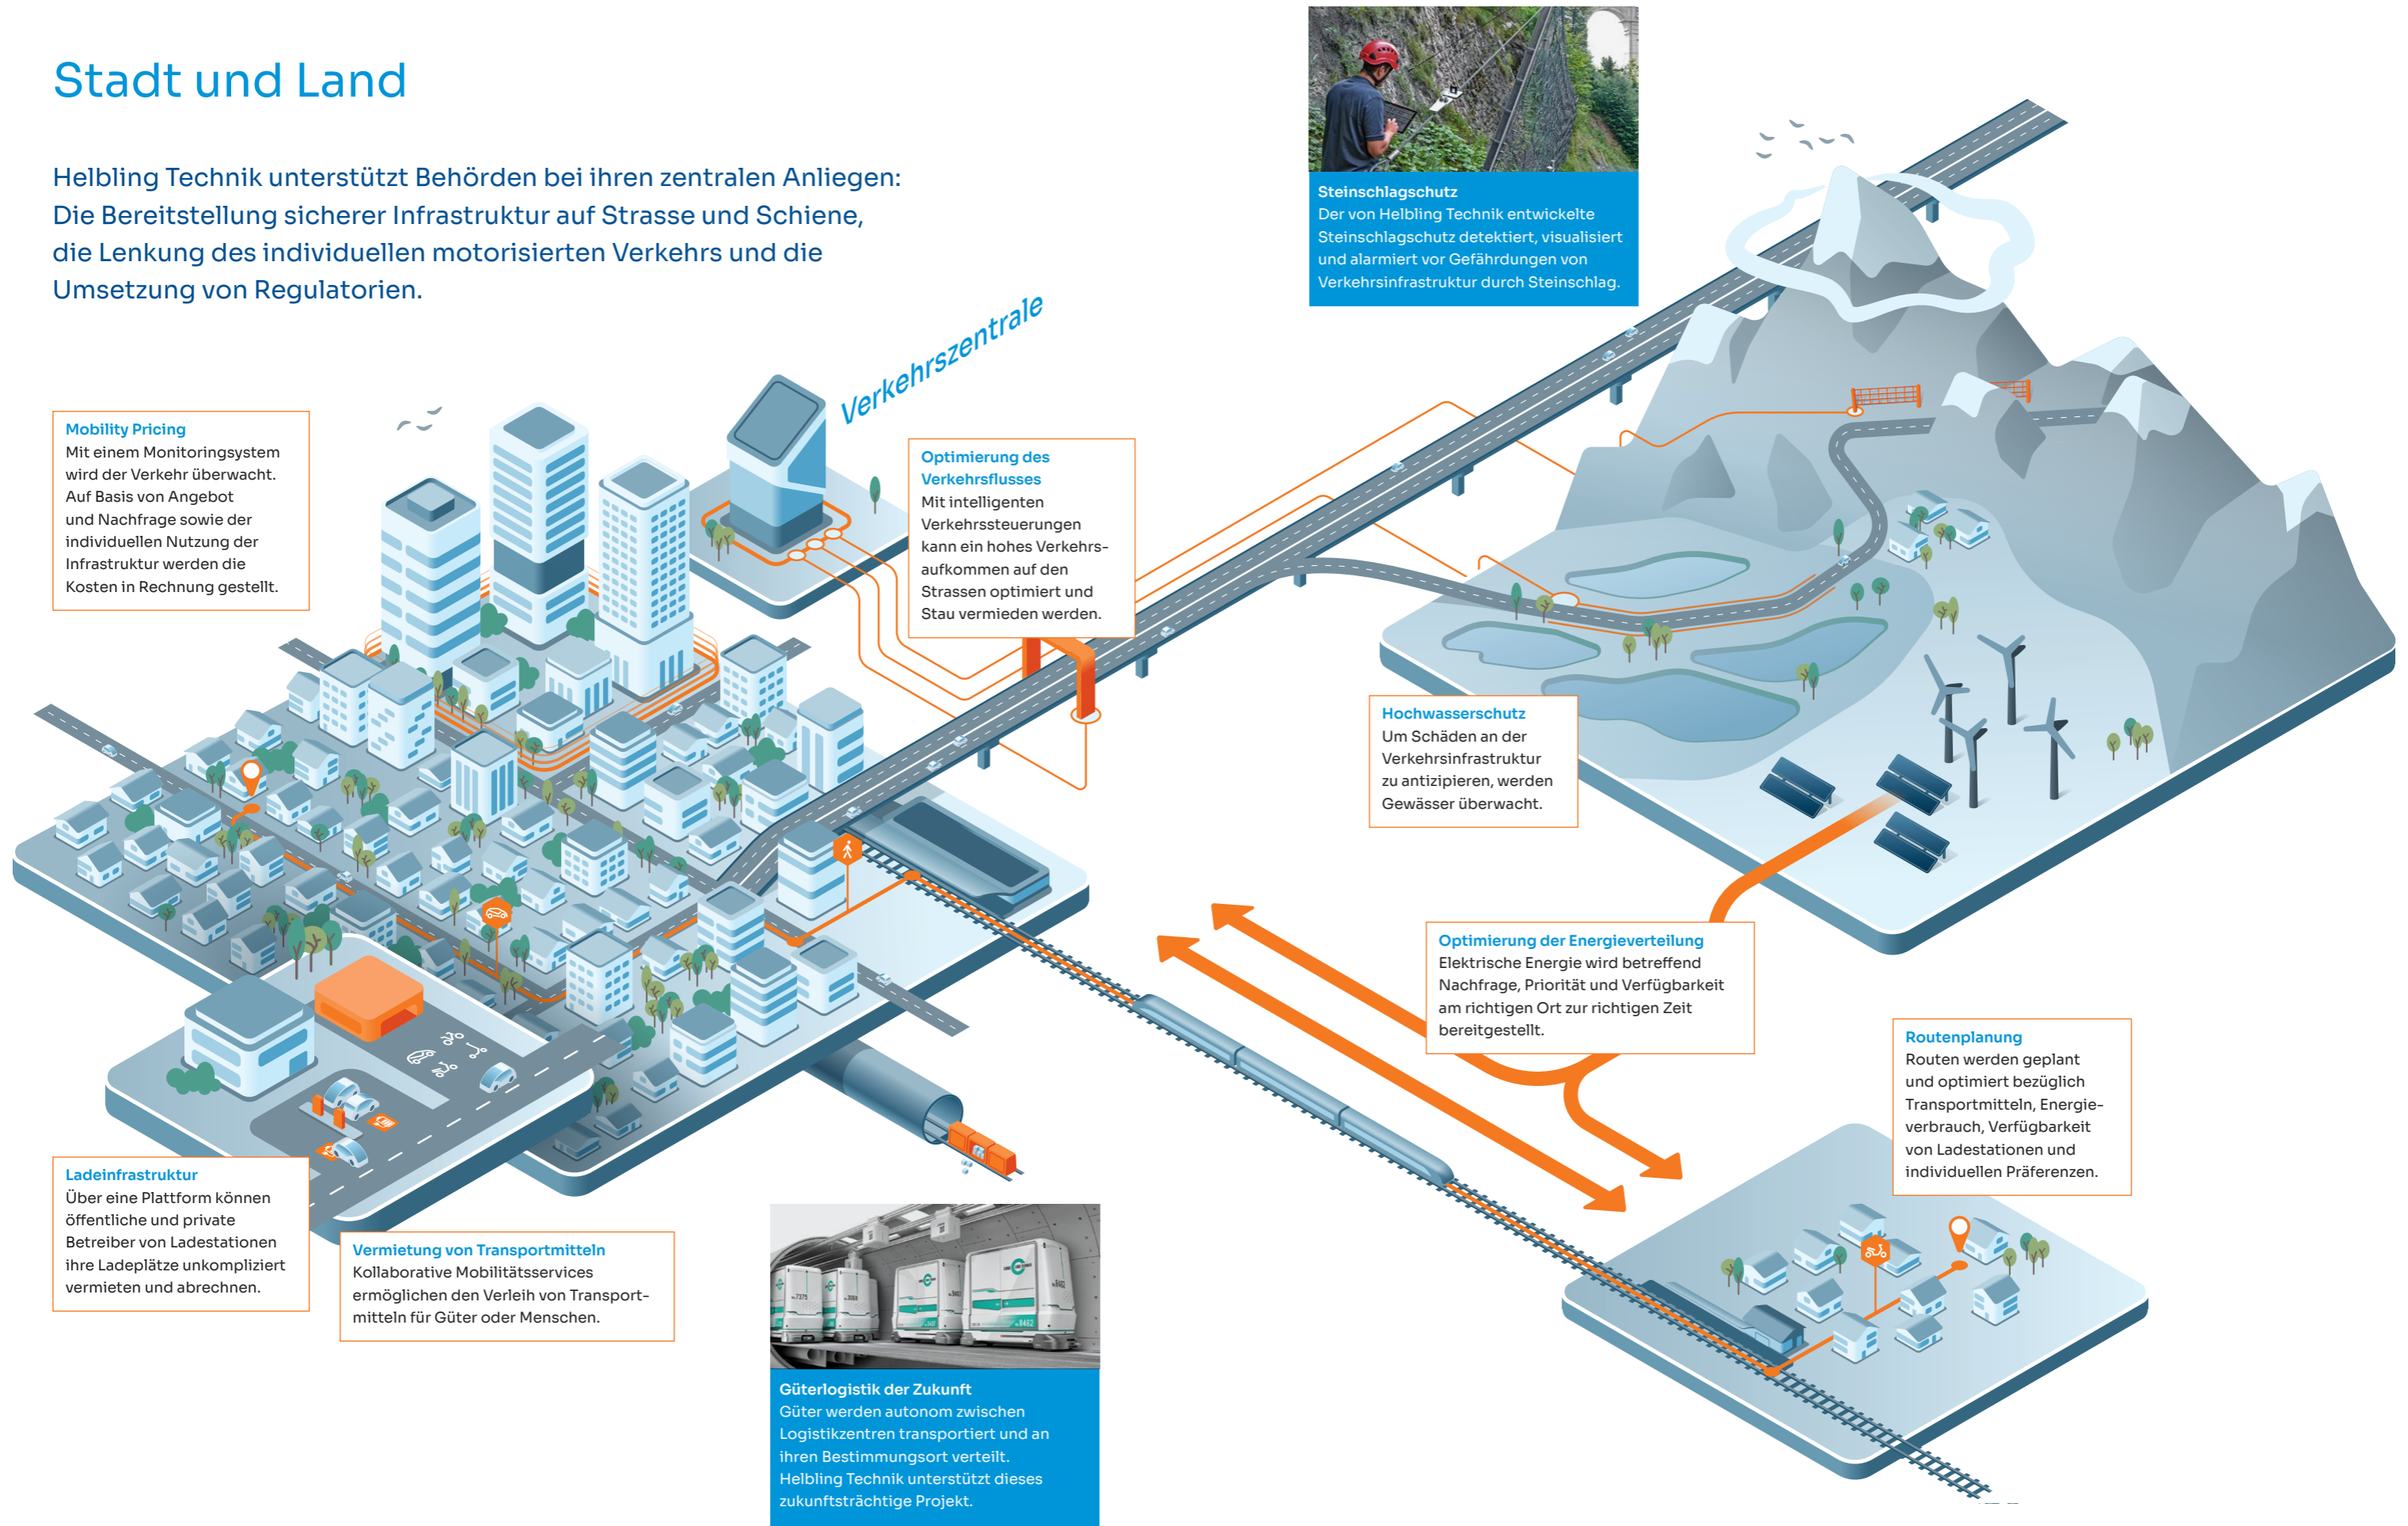 Stadt und Land
Helbling Technik unterstützt Behörden bei ihren zentralen Anliegen:
Die Bereitstellung sicherer Infrastruktur auf Strasse und Schiene,
die Lenkung des individuellen motorisierten Verkehrs und die
Umsetzung von Regulatorien.
Steinschlagschutz
Der von Helbling Technik entwickelte
Steinschlagschutz detektiert, visualisiert
und alarmiert vor Gefährdungen von
Verkehrsinfrastruktur durch Steinschlag.
Verkehrszentrale
Mobility Pricing
Mit einem Monitoringsystem
wird der Verkehr überwacht.
Auf Basis von Angebot
und Nachfrage sowie der
individuellen Nutzung der
Infrastruktur werden die
Kosten in Rechnung gestellt.
Optimierung des
Verkehrsflusses
Mit intelligenten
Verkehrssteuerungen
kann ein hohes Verkehrs-
aufkommen auf den
Strassen optimiert und
Stau vermieden werden.
Hochwasserschutz
Um Schäden an der
Verkehrsinfrastruktur
zu antizipieren, werden
Gewässer überwacht.
Optimierung der Energieverteilung
Elektrische Energie wird betreffend
Nachfrage, Priorität und Verfügbarkeit
am richtigen Ort zur richtigen Zeit
bereitgestellt.
Routenplanung
Routen werden geplant
und optimiert bezüglich
Transportmitteln, Energie-
verbrauch, Verfügbarkeit
von Ladestationen und
individuellen Präferenzen.
Ladeinfrastruktur
Über eine Plattform können
öffentliche und private
Betreiber von Ladestationen
ihre Ladeplätze unkompliziert
vermieten und abrechnen.
Vermietung von Transportmitteln
Kollaborative Mobilitätsservices
ermöglichen den Verleih von Transport-
mitteln für Güter oder Menschen.
Güterlogistik der Zukunft
Güter werden autonom zwischen
Logistikzentren transportiert und an
ihren Bestimmungsort verteilt.
Helbling Technik unterstützt dieses
zukunftsträchtige Projekt.